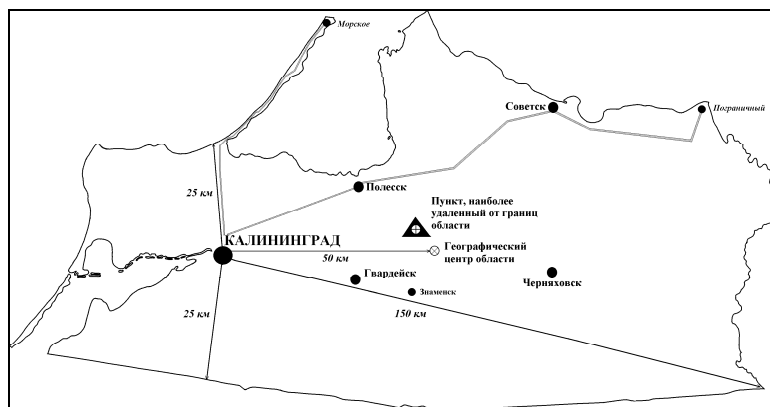 Морское
Советск
Пограничный
25 км
Полесск
Пункт, наиболее
удаленный от границ
области
КАЛИНИНГРАД
Географический
центр области
50 км
Гвардейск
Черняховск
Знаменск
25 км
150 км